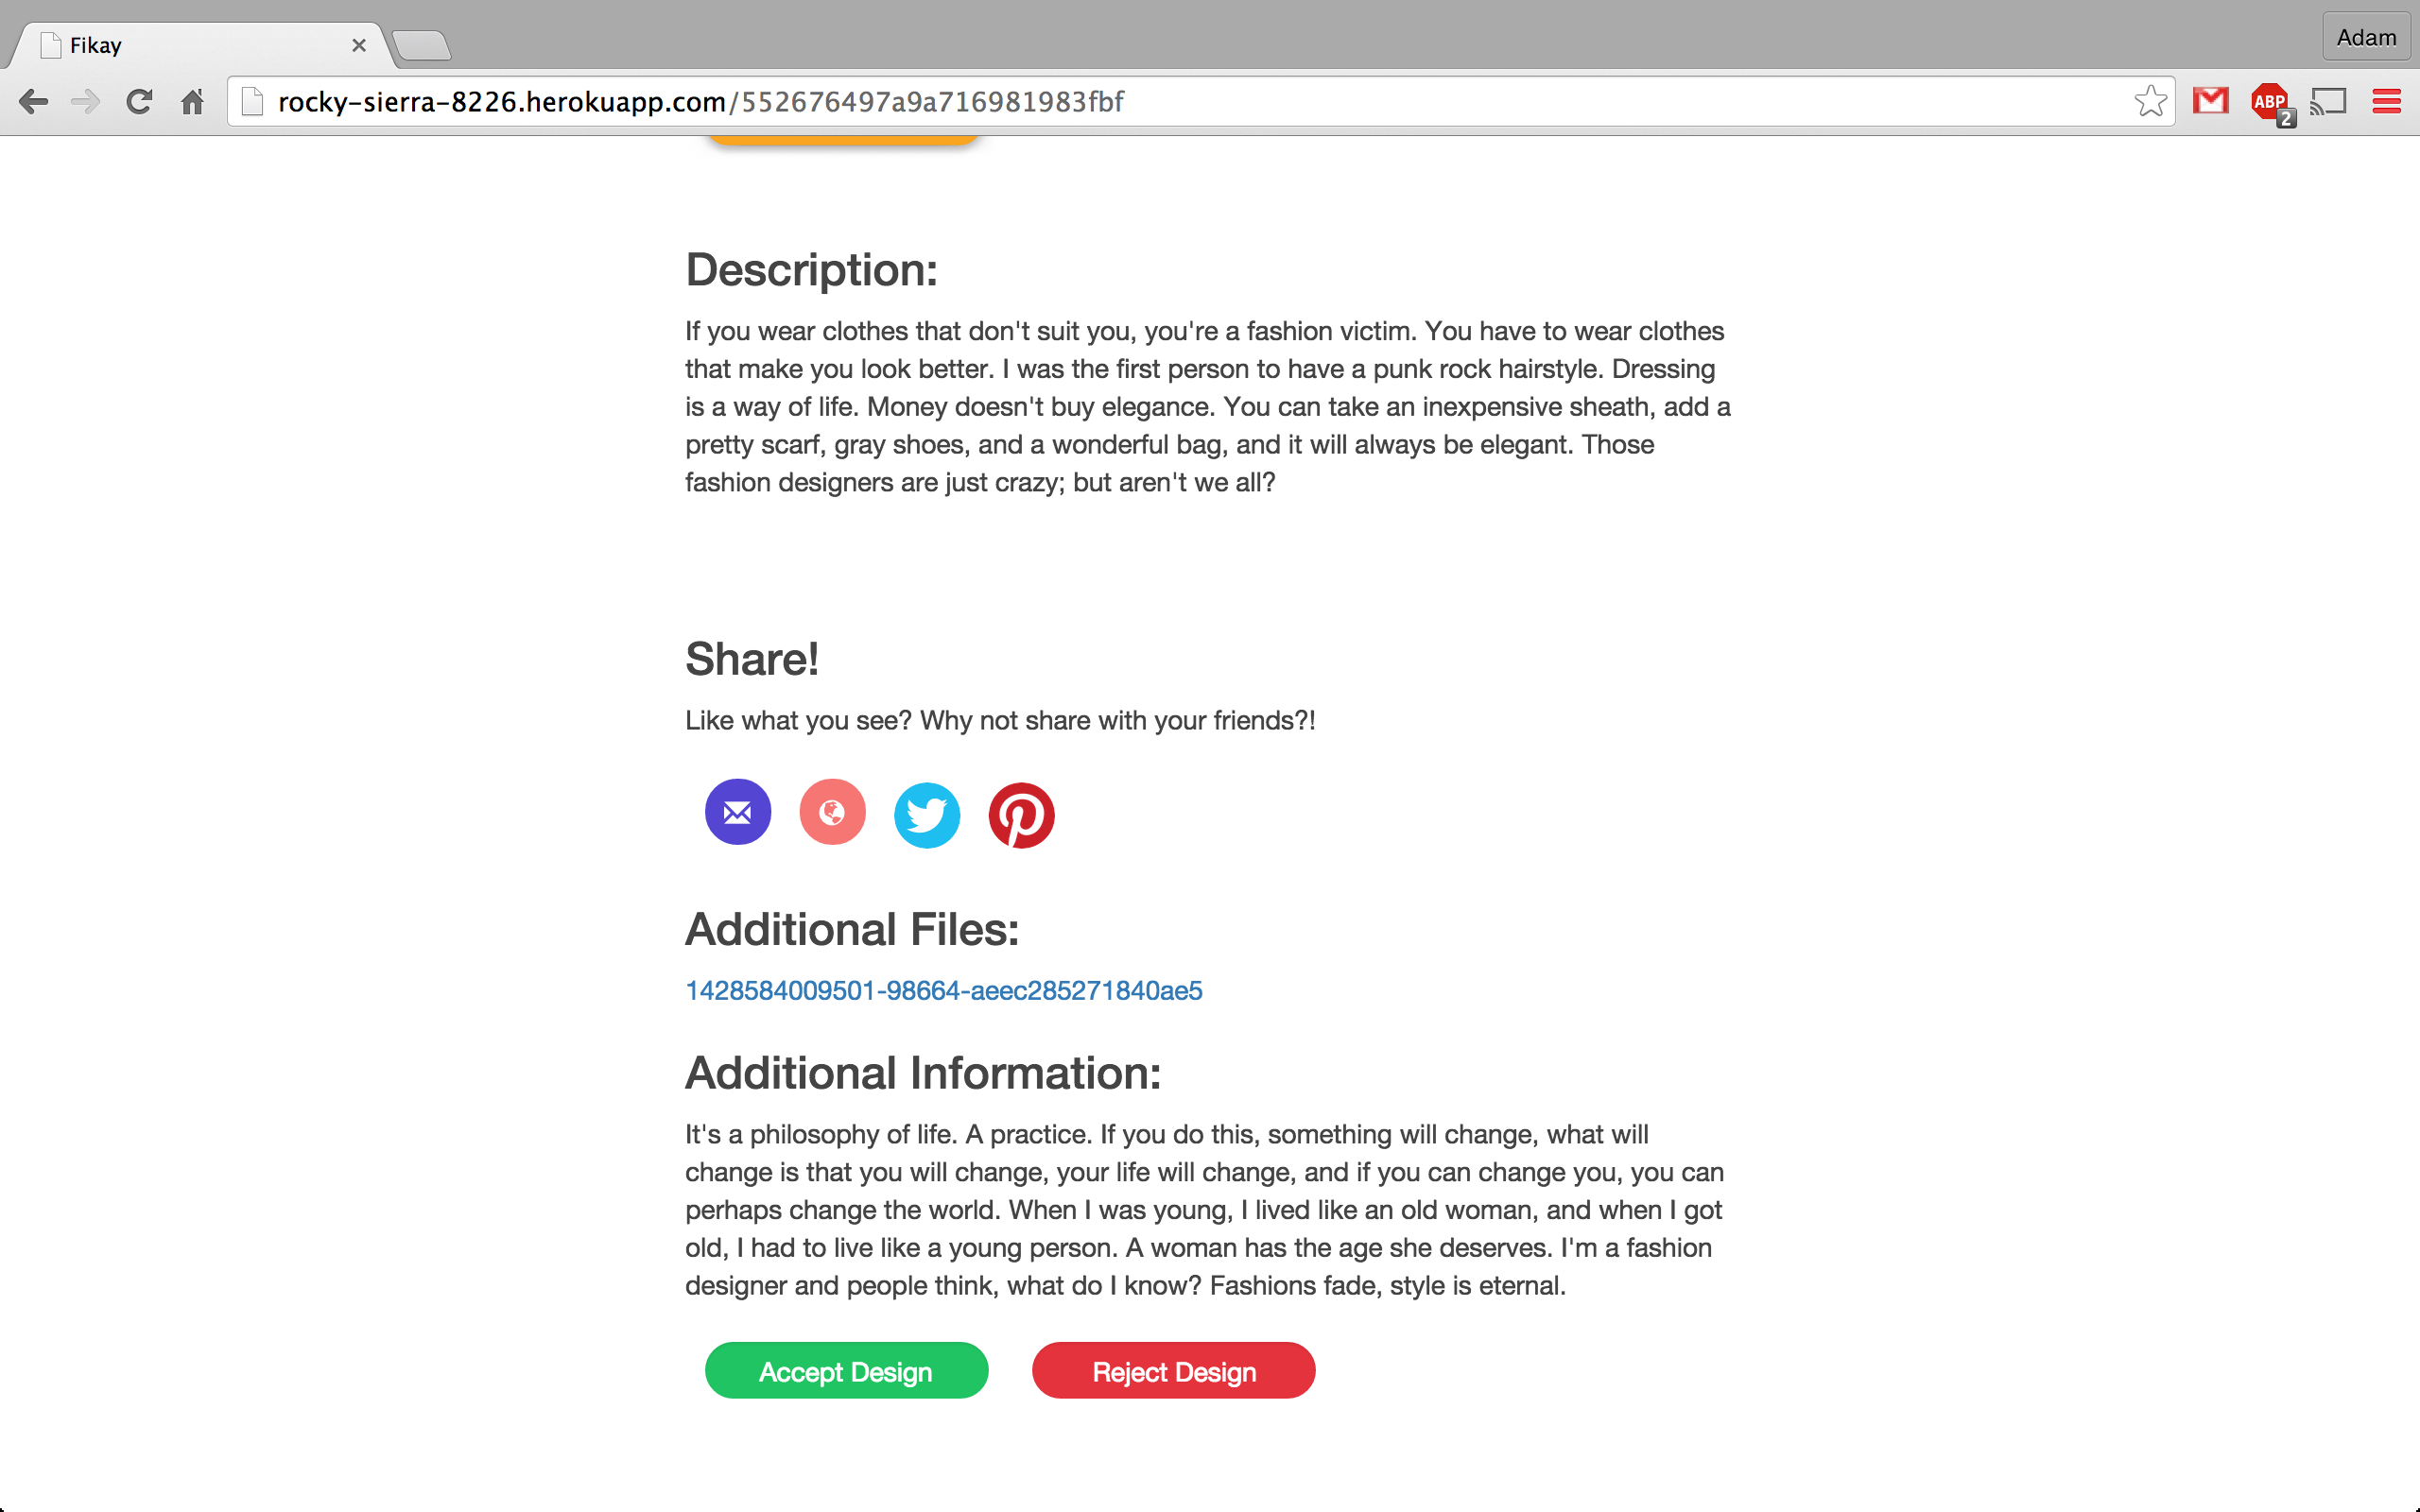 Fikay
Adam
rocky-sierra-8226.herokuapp.com/552676497a9a716981983fbf
ABP
2
Description:
If you wear clothes that don't suit you, you're a fashion victim. You have to wear clothes
that make you look better. I was the first person to have a punk rock hairstyle. Dressing
is a way of life. Money doesn't buy elegance. You can take an inexpensive sheath, add a
pretty scarf, gray shoes, and a wonderful bag, and it will always be elegant. Those
fashion designers are just crazy; but aren't we all?
Share!
Like what you see? Why not share with your friends?!
Additional Files:
1428584009501-98664-aeec285271840ae5
Additional Information:
It's a philosophy of life. A practice. If you do this, something will change, what will
change is that you will change, your life will change, and if you can change you, you can
perhaps change the world. When I was young, I lived like an old woman, and when I got
old, I had to live like a young person. A woman has the age she deserves. I'm a fashion
designer and people think, what do I know? Fashions fade, style is eternal.
Accept Design
Reject Design